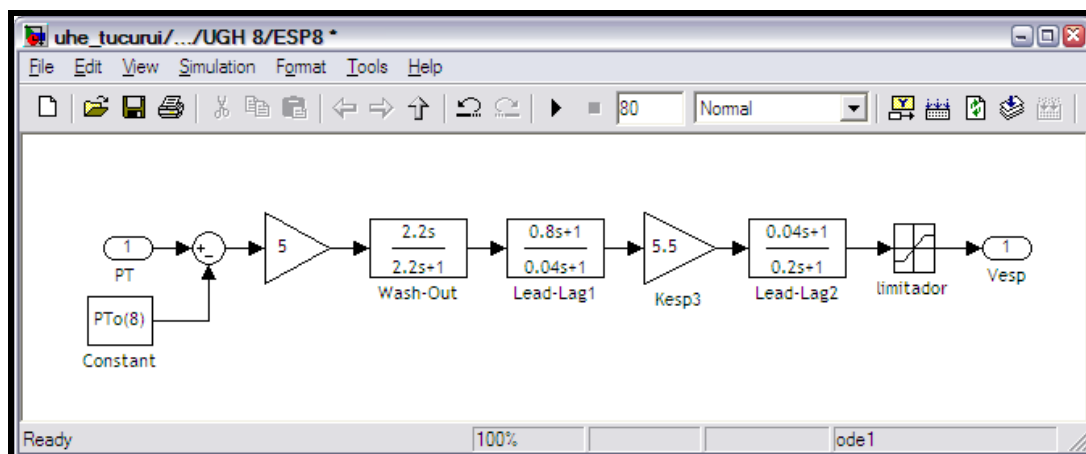 uhe_tucurui/.../UGH 8/ESP8 *
File Edit View Simulation Format Tools Help
80 Normal
1
PT
PTo(8)
Constant
+
-
5
2.2s
2.2s+1
Wash-Out
0.8s+1
0.04s+1
Lead-Lag1
5.5
Kesp3
0.04s+1
0.2s+1
Lead-Lag2
limitador
1
Vesp
Ready 100% ode1